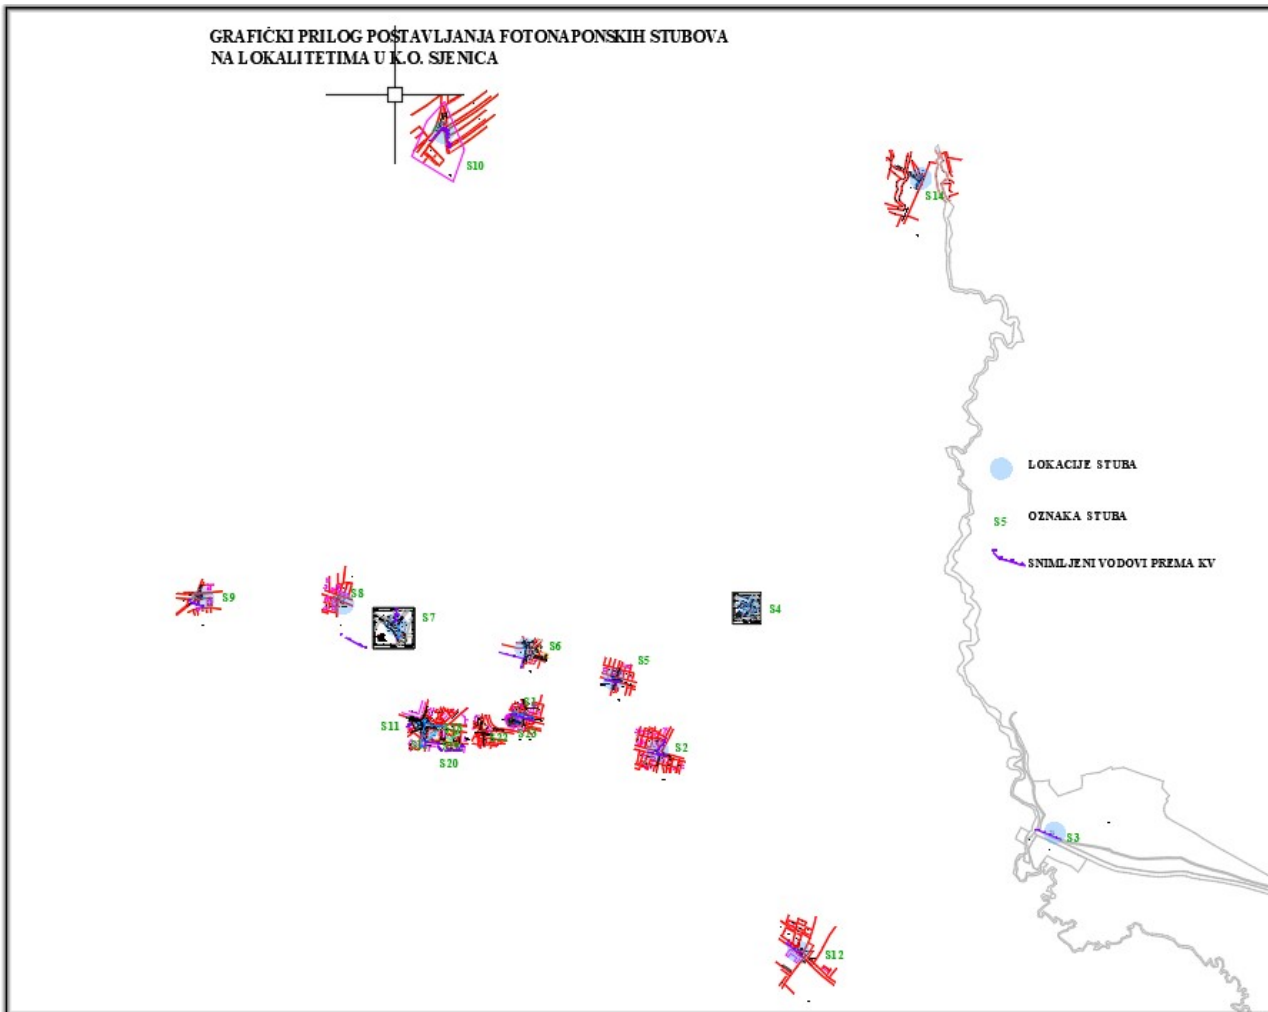 GRAFIČKI PRILOG POSTAVLJANJA FOTONAPONSKIH STUBOVA
NA LOKALITETIMA U K.O. SJENICA
S10
S14
LOKACIJE STUBA
S5
OZNAKA STUBA
SNIMLJENI VODOVI PREMA KV
S9
S8
S7
S4
S6
S5
S11
S20
S2
S3
S12